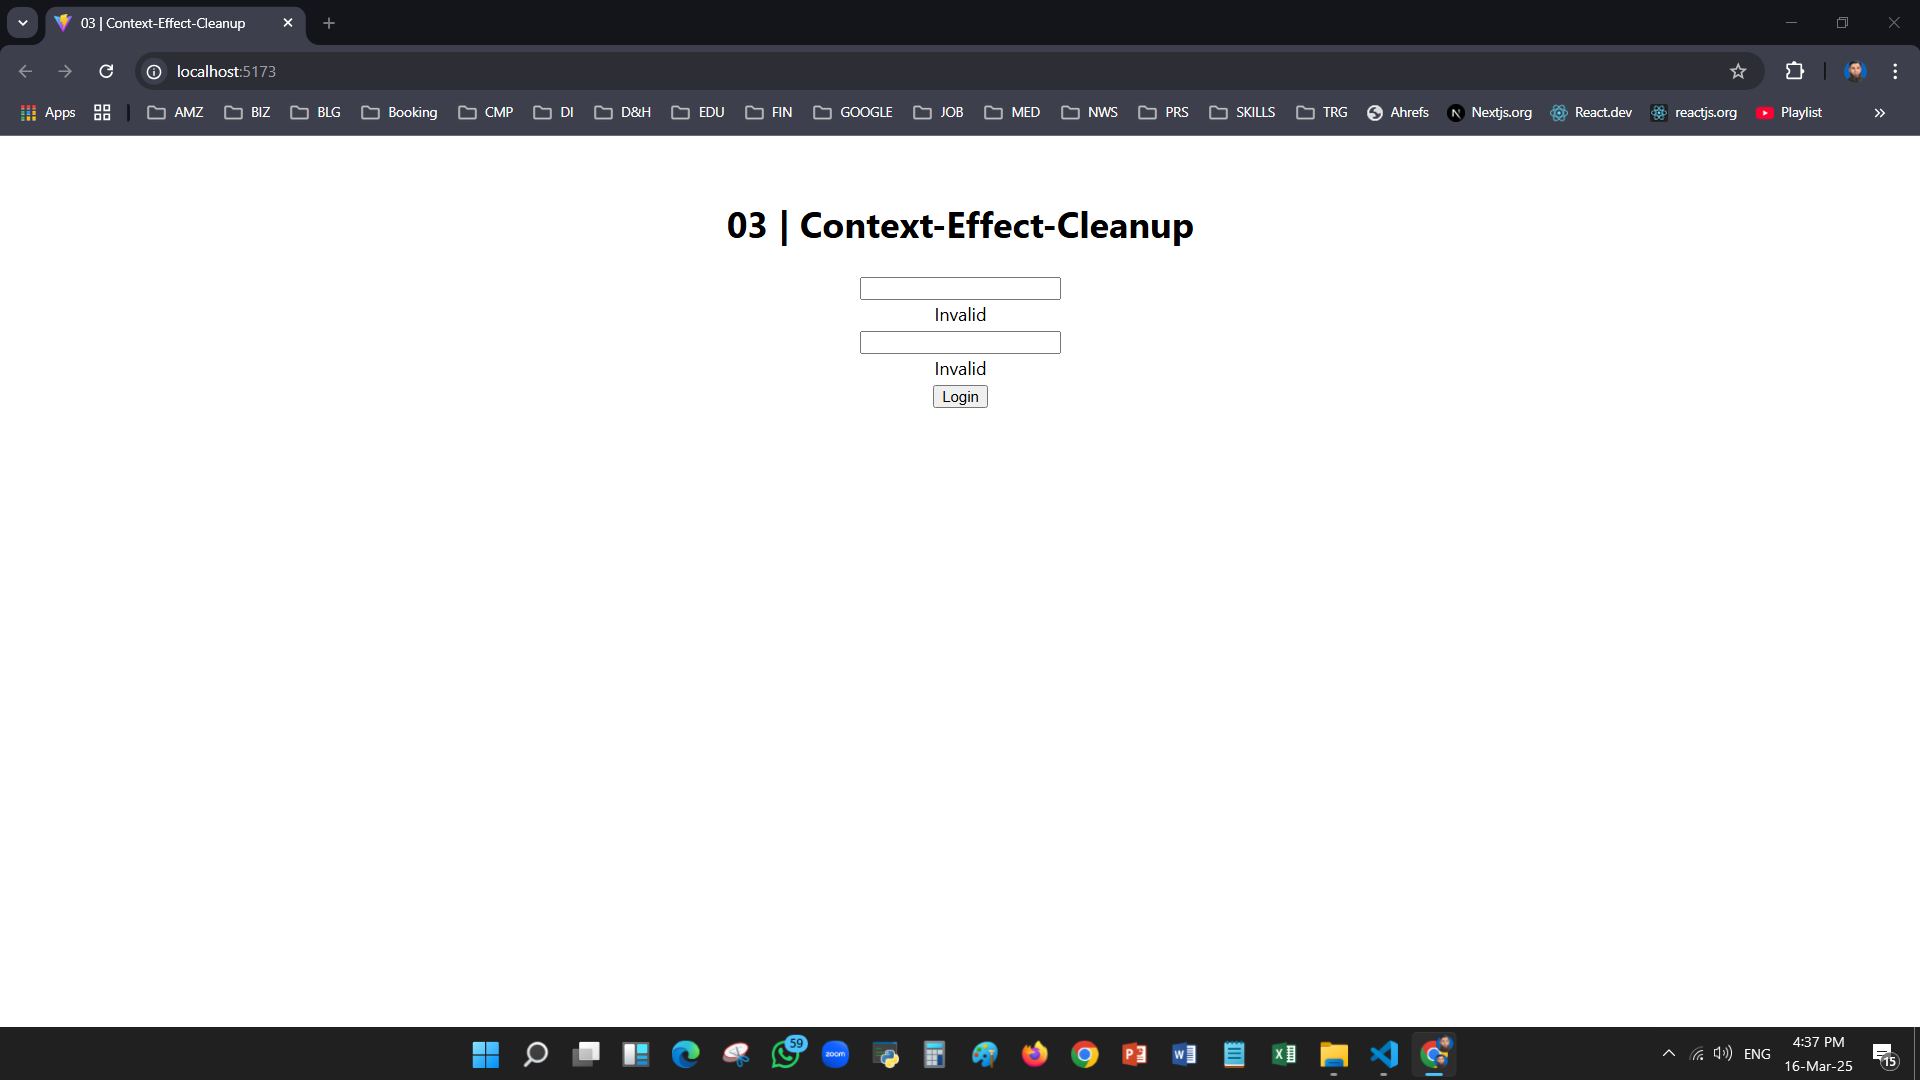 03 | Context-Effect-Cleanup
localhost:5173
Apps AMZ BIZ BLG Booking CMP DI D&H EDU FIN GOOGLE JOB MED NWS PRS SKILLS TRG Ahrefs Nextjs.org React.dev reactjs.org Playlist
03 | Context-Effect-Cleanup
Invalid
Invalid
Login
59
zoom
ENG
4:37 PM
16-Mar-25
15